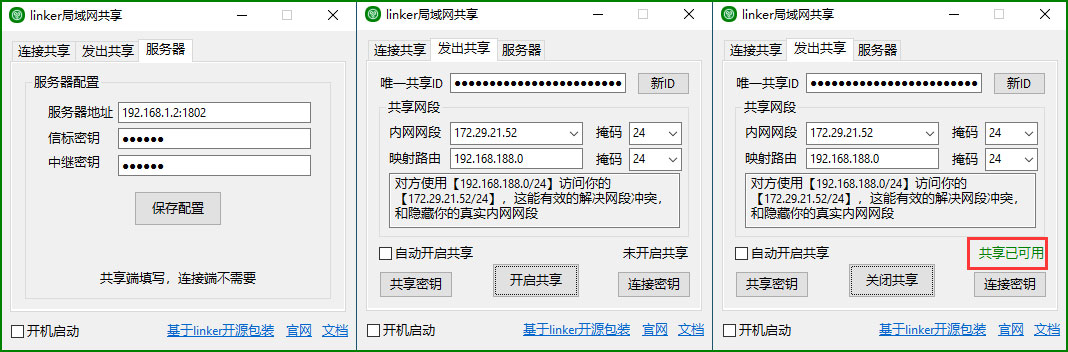 linker局域网共享
连接共享 发出共享 服务器
服务器配置
服务器地址 192.168.1.2:1802
信标密钥 ●●●●●●
中继密钥 ●●●●●●
保存配置
共享端填写，连接端不需要
开机启动 基于linker开源包装 官网 文档
linker局域网共享
连接共享 发出共享 服务器
唯一共享ID ●●●●●●●●●●●●●●●●●●●●●●●● 新ID
共享网段
内网网段 172.29.21.52 掩码 24
映射路由 192.168.188.0 掩码 24
对方使用【192.168.188.0/24】访问你的
【172.29.21.52/24】，这能有效的解决网段冲突，
和隐藏你的真实内网网段
自动开启共享 未开启共享
共享密钥 开启共享 连接密钥
开机启动 基于linker开源包装 官网 文档
linker局域网共享
连接共享 发出共享 服务器
唯一共享ID ●●●●●●●●●●●●●●●●●●●●●●●● 新ID
共享网段
内网网段 172.29.21.52 掩码 24
映射路由 192.168.188.0 掩码 24
对方使用【192.168.188.0/24】访问你的
【172.29.21.52/24】，这能有效的解决网段冲突，
和隐藏你的真实内网网段
自动开启共享 共享已可用
共享密钥 关闭共享 连接密钥
开机启动 基于linker开源包装 官网 文档